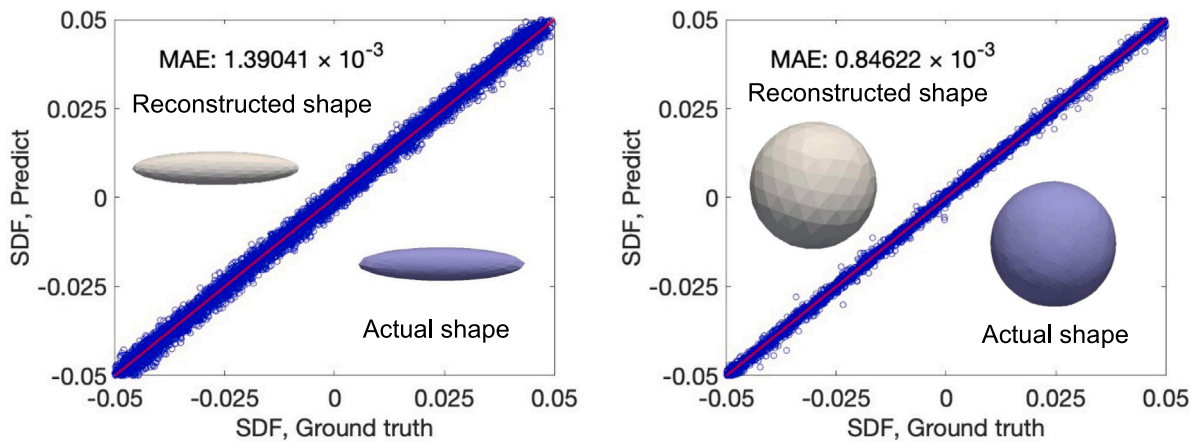 0.05
MAE: 1.39041 × 10⁻³
Reconstructed shape
0.025
SDF, Predict
0
-0.025
Actual shape
-0.05
-0.05 -0.025 0 0.025 0.05
SDF, Ground truth
0.05
MAE: 0.84622 × 10⁻³
Reconstructed shape
0.025
SDF, Predict
0
-0.025
Actual shape
-0.05
-0.05 -0.025 0 0.025 0.05
SDF, Ground truth